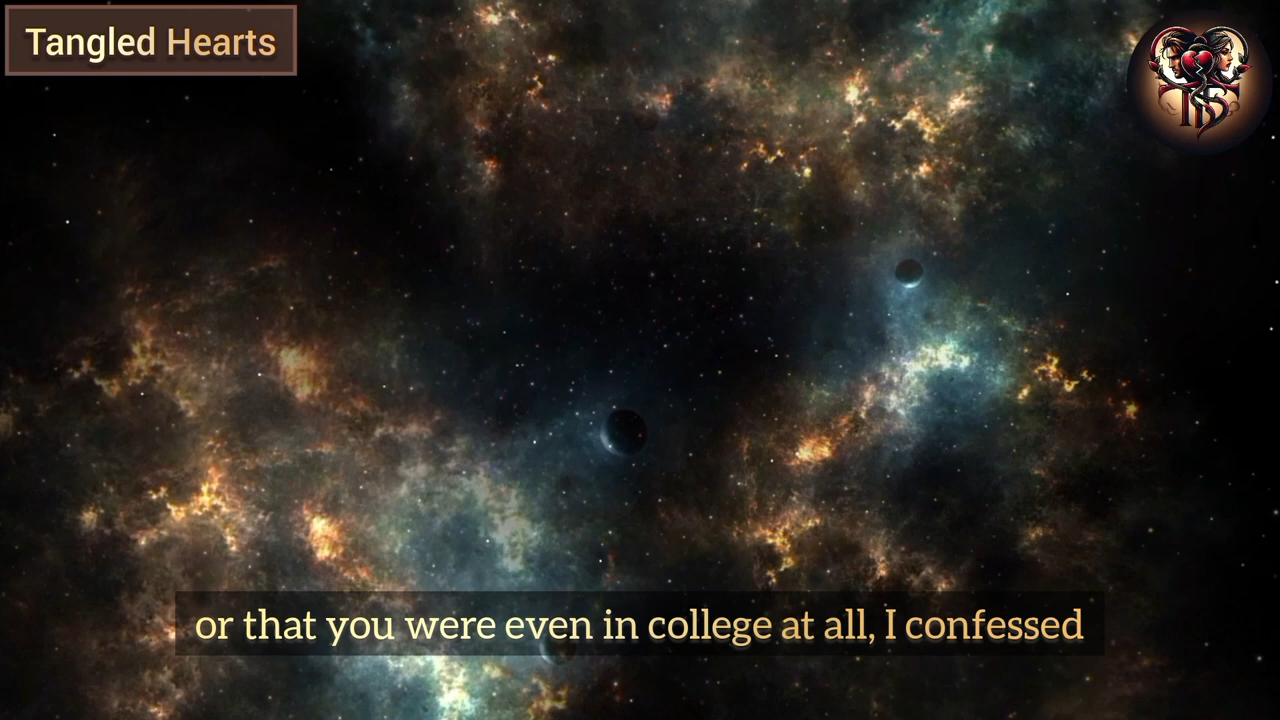 Tangled Hearts
or that you were even in college at all, I confessed